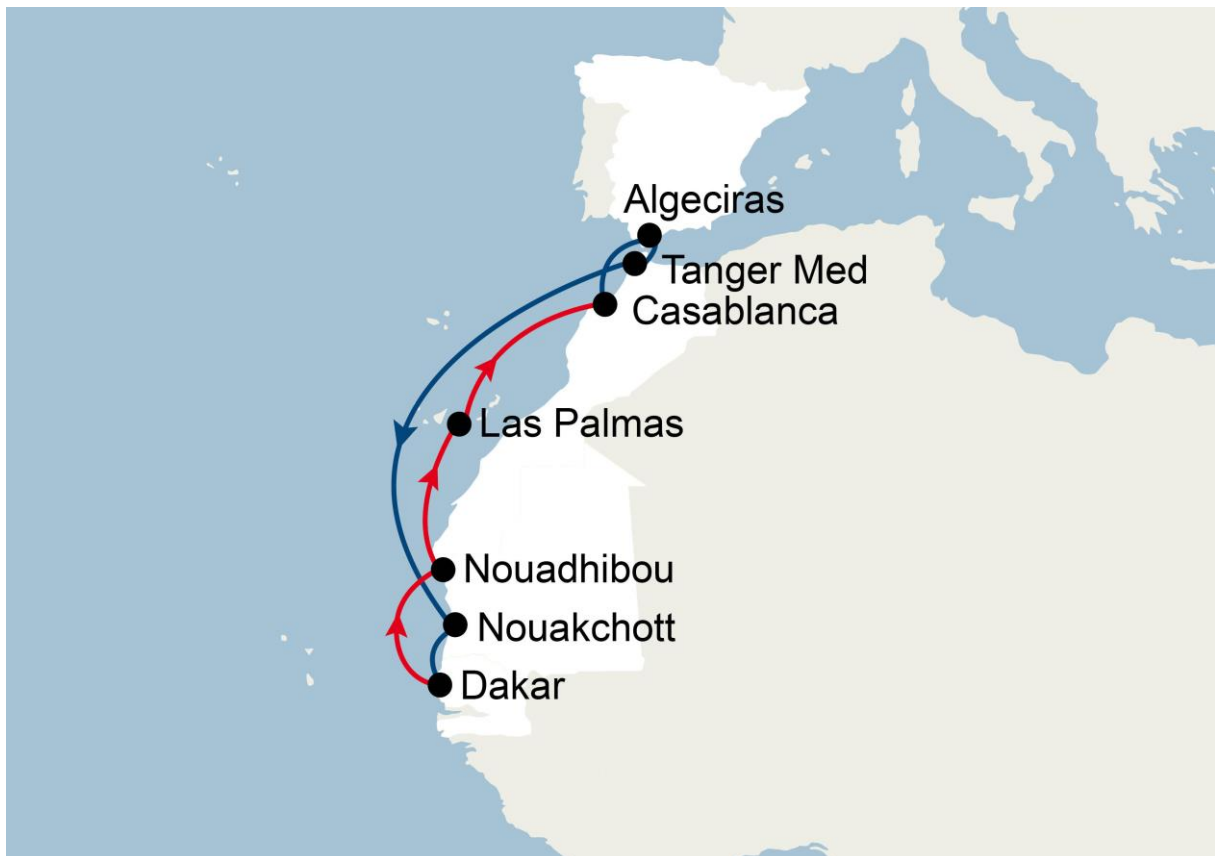 Algeciras
Tanger Med
Casablanca
Las Palmas
Nouadhibou
Nouakchott
Dakar